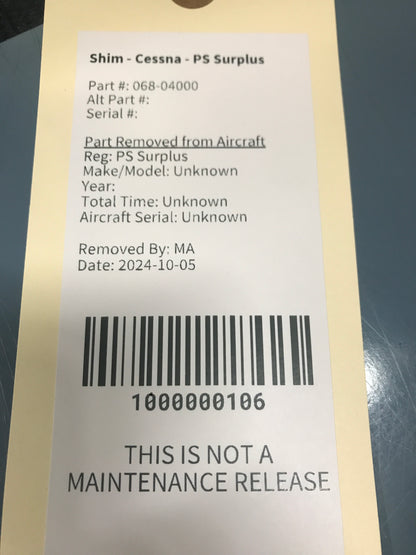 Shim - Cessna - PS Surplus
Part #: 068-04000
Alt Part #:
Serial #:
Part Removed from Aircraft
Reg: PS Surplus
Make/Model: Unknown
Year:
Total Time: Unknown
Aircraft Serial: Unknown
Removed By: MA
Date: 2024-10-05
1000000106
THIS IS NOT A
MAINTENANCE RELEASE